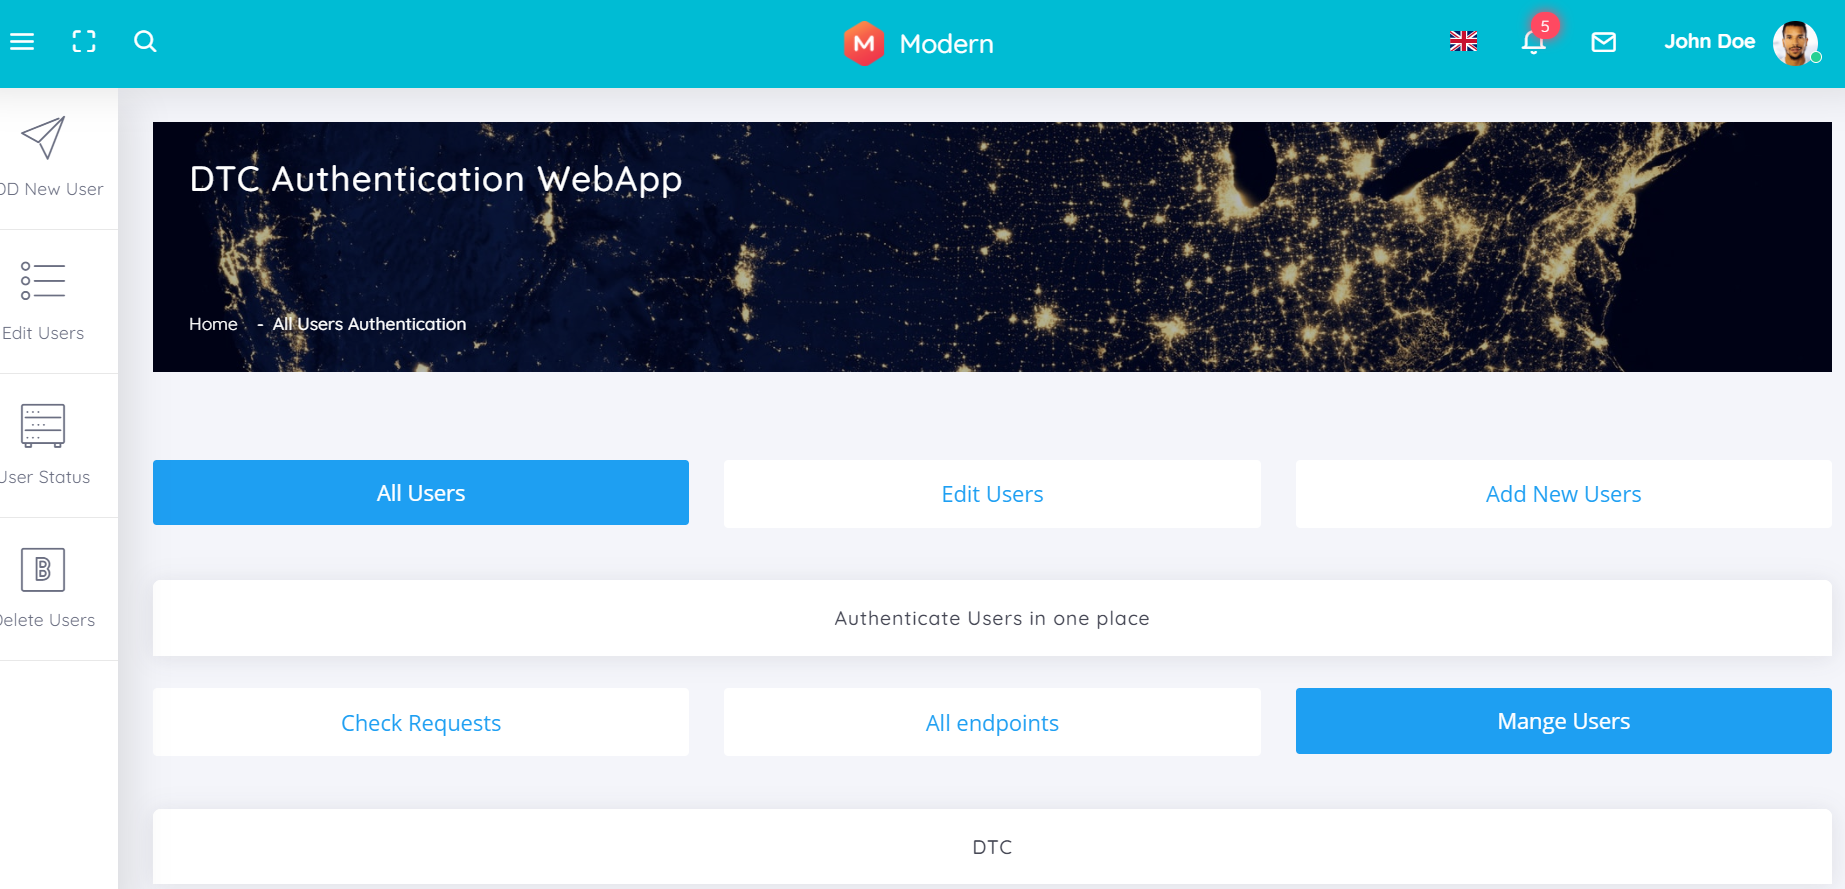 M Modern
5
John Doe
DD New User
Edit Users
User Status
B
Delete Users
DTC Authentication WebApp
Home - All Users Authentication
All Users
Edit Users
Add New Users
Authenticate Users in one place
Check Requests
All endpoints
Mange Users
DTC